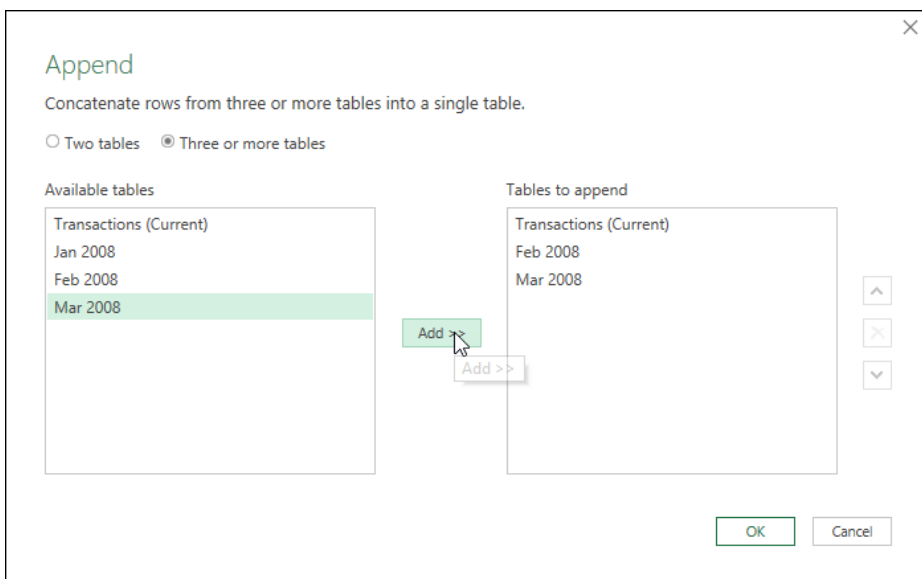 Append
Concatenate rows from three or more tables into a single table.
Two tables Three or more tables
Available tables
Transactions (Current)
Jan 2008
Feb 2008
Mar 2008
Add >>
Add >>
Tables to append
Transactions (Current)
Feb 2008
Mar 2008
OK Cancel